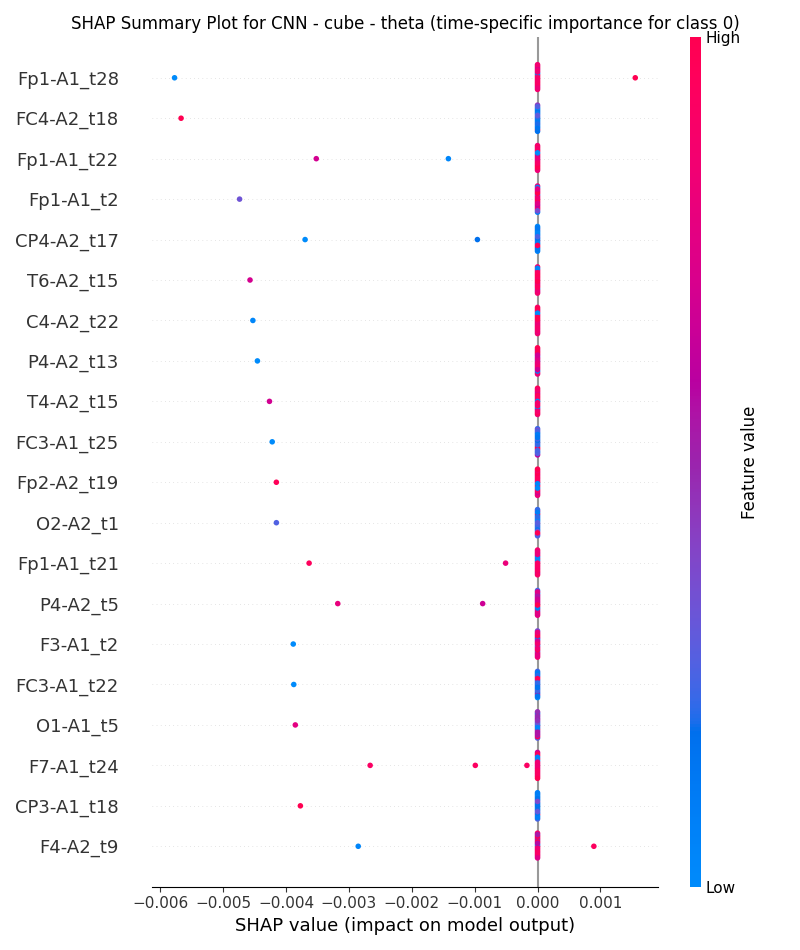 SHAP Summary Plot for CNN - cube - theta (time-specific importance for class 0)
High
Fp1-A1_t28
FC4-A2_t18
Fp1-A1_t22
Fp1-A1_t2
CP4-A2_t17
T6-A2_t15
C4-A2_t22
P4-A2_t13
T4-A2_t15
FC3-A1_t25
Fp2-A2_t19
O2-A2_t1
Fp1-A1_t21
P4-A2_t5
F3-A1_t2
FC3-A1_t22
O1-A1_t5
F7-A1_t24
CP3-A1_t18
F4-A2_t9
Feature value
Low
−0.006 −0.005 −0.004 −0.003 −0.002 −0.001 0.000 0.001
SHAP value (impact on model output)